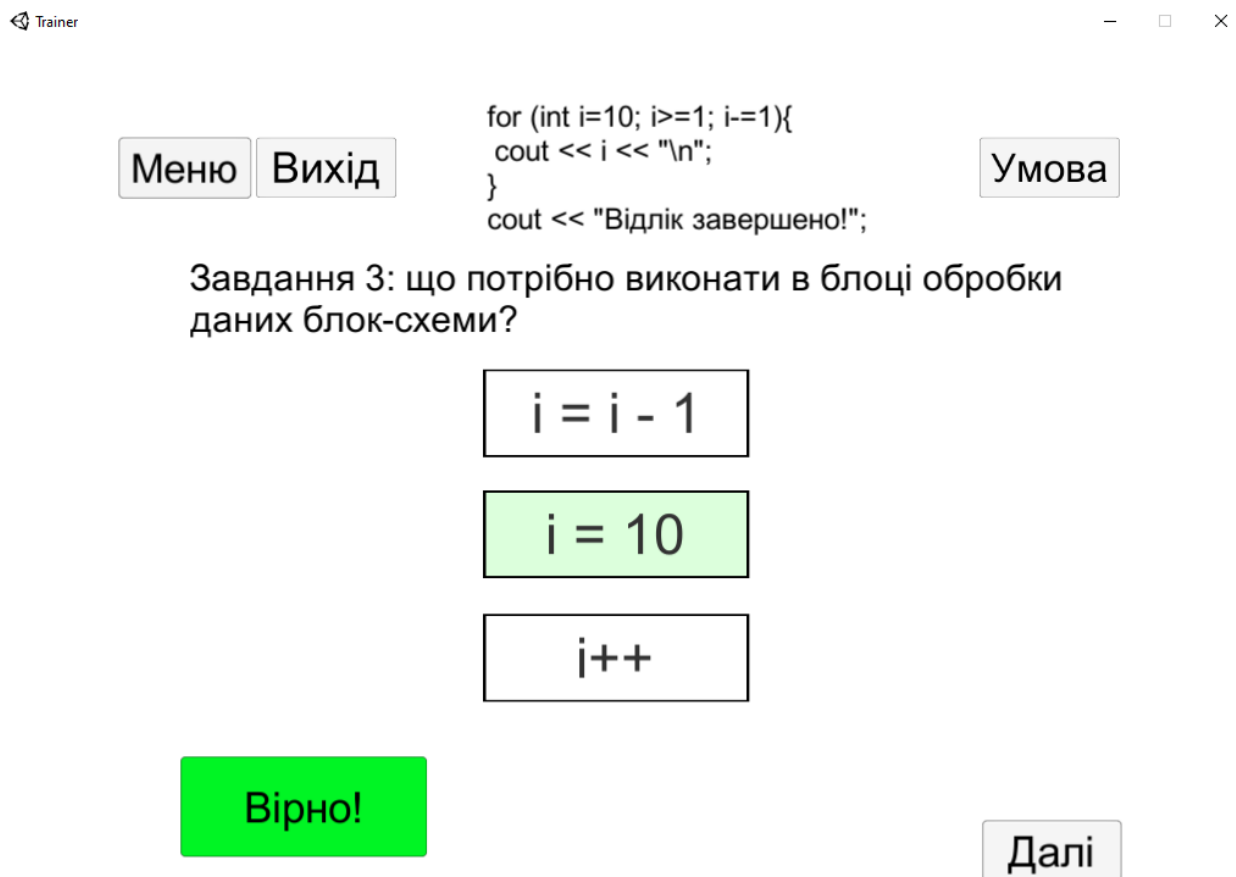 Trainer
for (int i=10; i>=1; i-=1){
cout << i << "\n";
}
cout << "Відлік завершено!";
Меню
Вихід
Умова
Завдання 3: що потрібно виконати в блоці обробки
даних блок-схеми?
i = i - 1
i = 10
i++
Вірно!
Далі